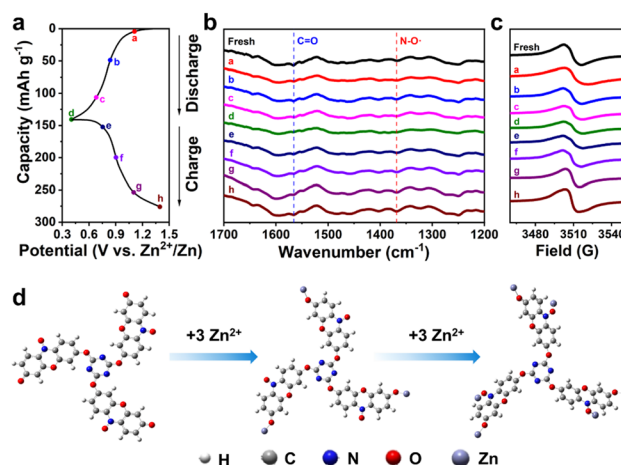 a
Capacity (mAh g⁻¹)
0
50
100
150
200
250
300
a
b
c
d
e
f
g
h
0.3
0.6
0.9
1.2
1.5
Potential (V vs. Zn²⁺/Zn)
Discharge
Charge
b
Fresh
a
b
c
d
e
f
g
h
C=O
N-O·
1700
1600
1500
1400
1300
1200
Wavenumber (cm⁻¹)
c
Fresh
a
b
c
d
e
f
g
h
3480
3510
Field (G)
d
+3 Zn²⁺
+3 Zn²⁺
H
C
N
O
Zn